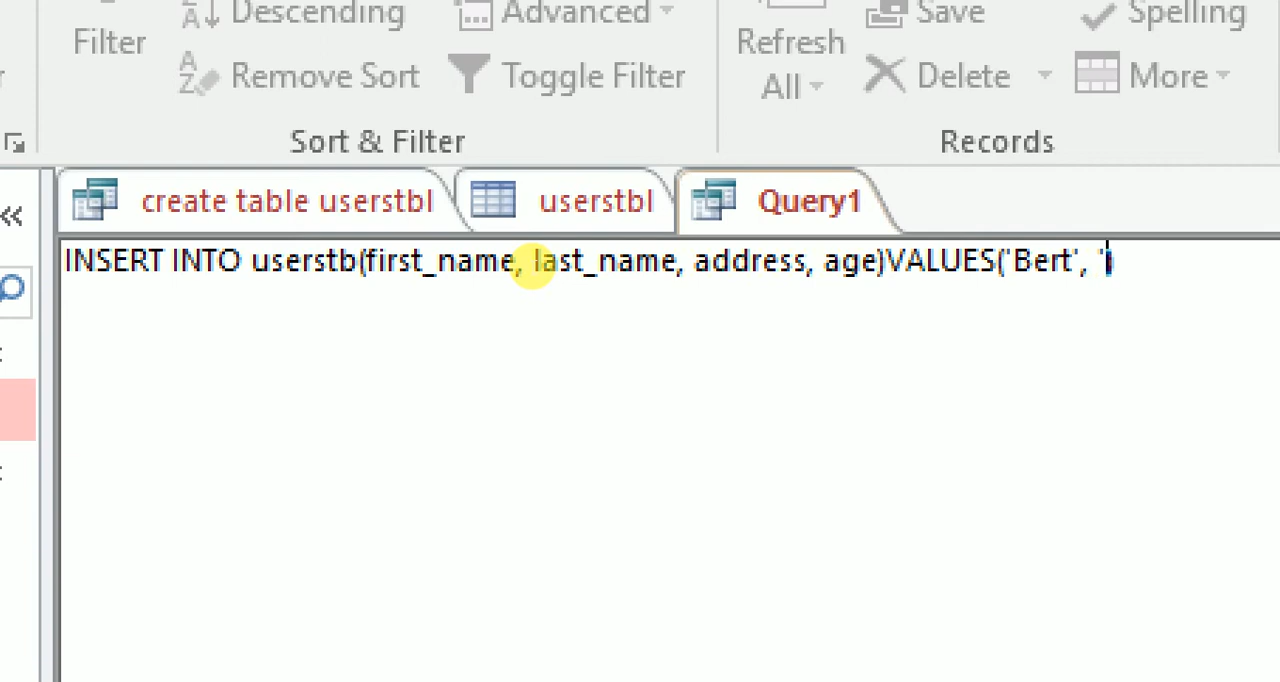 Descending
Advanced
Save
Spelling
Filter
Refresh
Remove Sort
Toggle Filter
All
Delete
More
Sort & Filter
Records
create table userstbl
userstbl
Query1
INSERT INTO userstb(first_name, last_name, address, age)VALUES('Bert', '